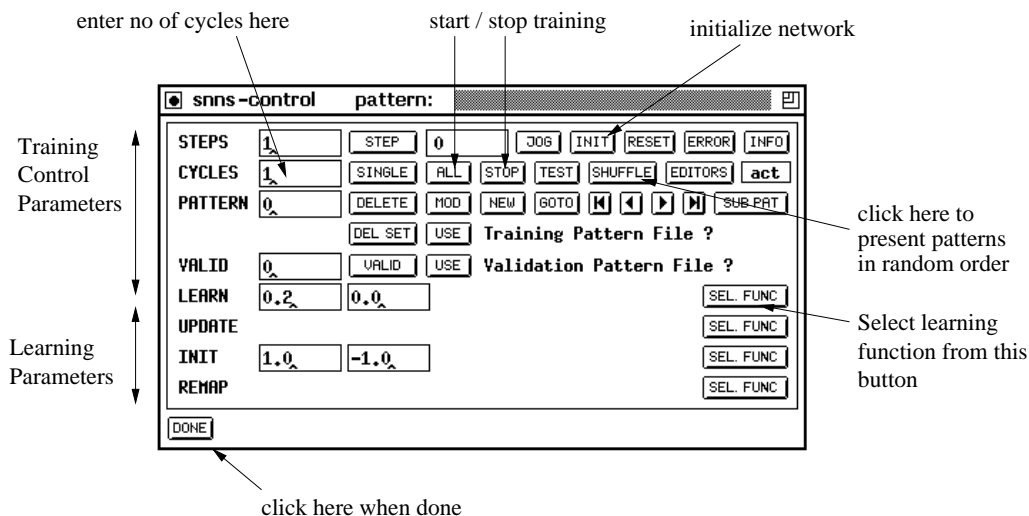 enter no of cycles here
start / stop training
initialize network
snns-control pattern:
Training
Control
Parameters
STEPS 1 STEP 0 JOG INIT RESET ERROR INFO
CYCLES 1 SINGLE ALL STOP TEST SHUFFLE EDITORS act
PATTERN 0 DELETE MOD NEW GOTO SUB PAT
DEL SET USE Training Pattern File ?
VALID 0 VALID USE Validation Pattern File ?
LEARN 0.2 0.0 SEL. FUNC
UPDATE SEL. FUNC
INIT 1.0 -1.0 SEL. FUNC
REMAP SEL. FUNC
DONE
click here to
present patterns
in random order
Learning
Parameters
Select learning
function from this
button
click here when done